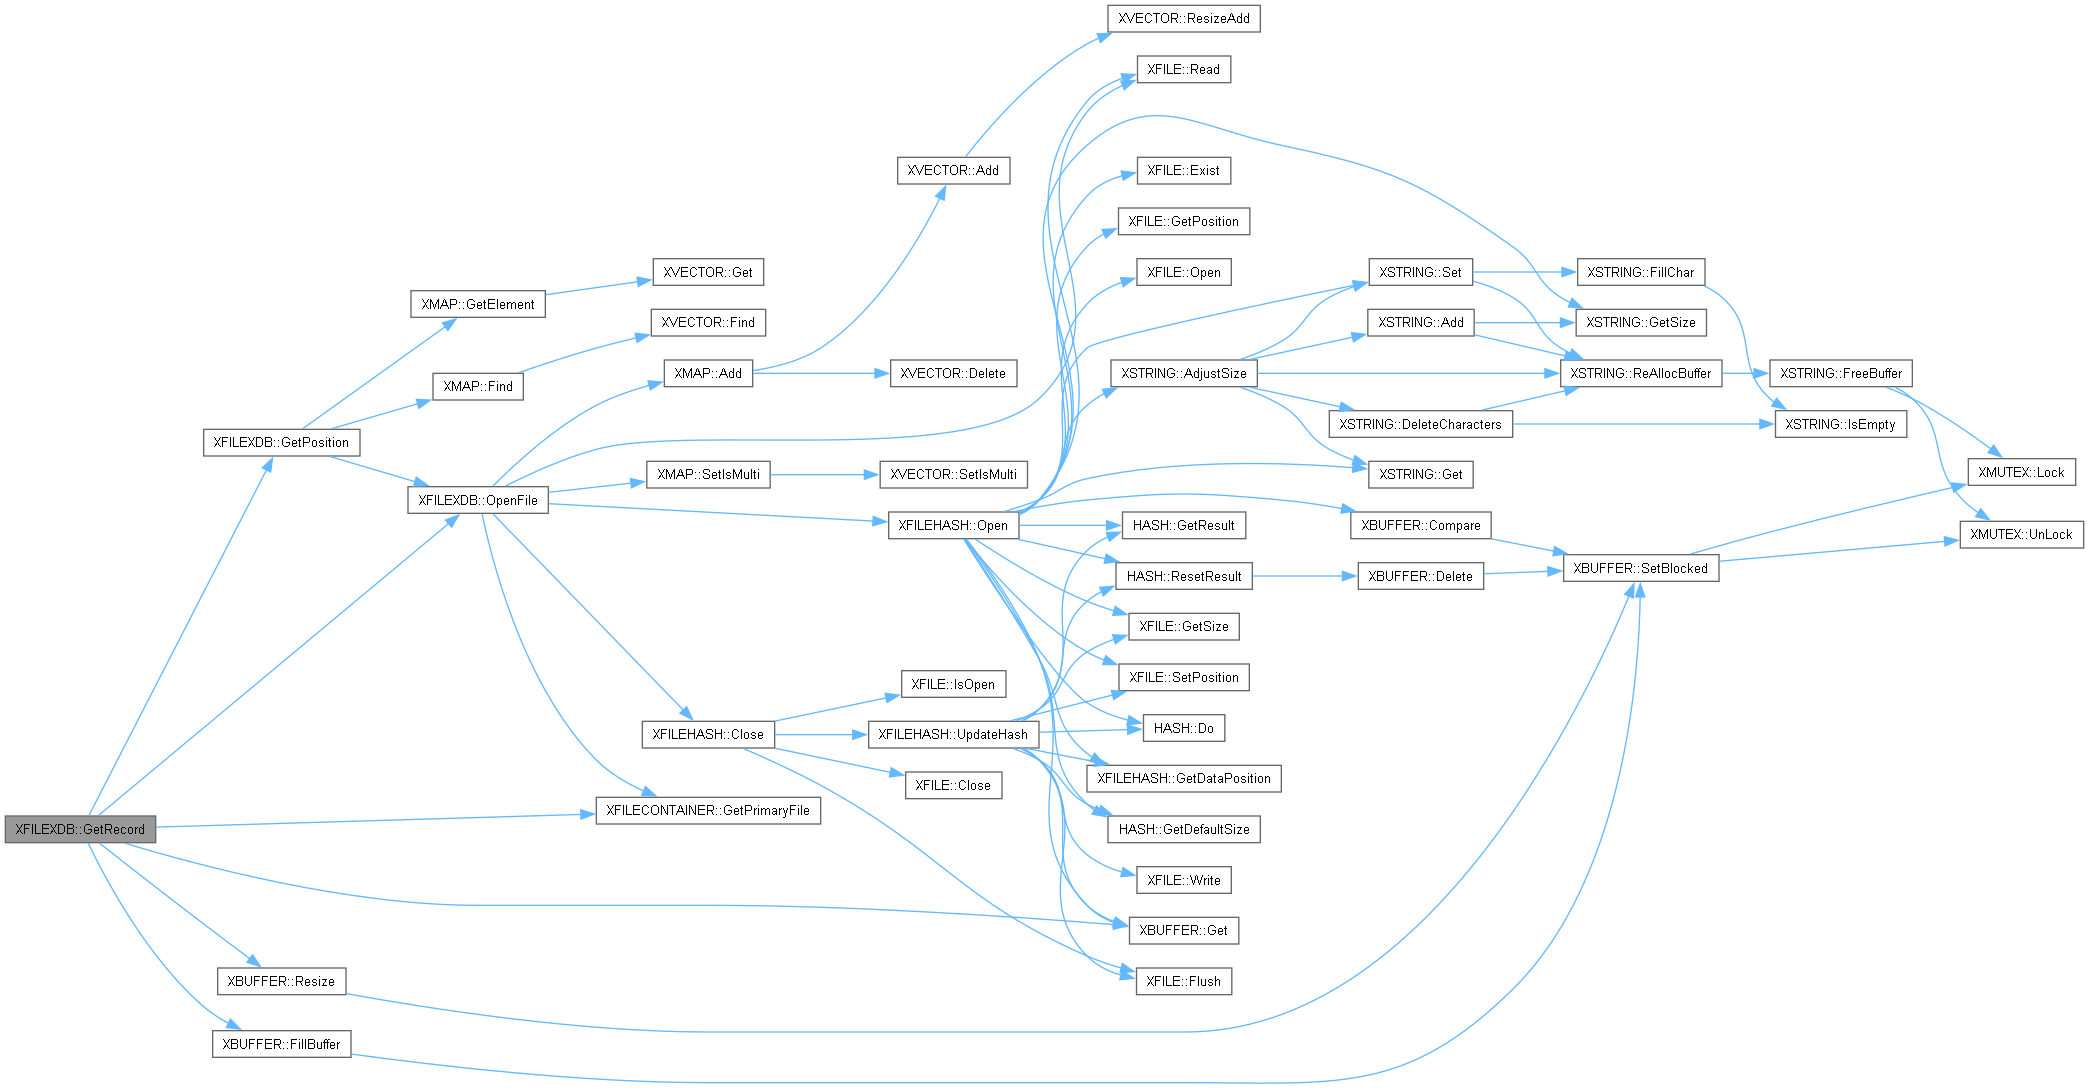 XVECTOR::ResizeAdd
XFILE::Read
XVECTOR::Add
XFILE::Exist
XFILE::GetPosition
XVECTOR::Get
XFILE::Open
XSTRING::Set
XSTRING::FillChar
XMAP::GetElement
XVECTOR::Find
XSTRING::Add
XSTRING::GetSize
XMAP::Find
XMAP::Add
XVECTOR::Delete
XSTRING::AdjustSize
XSTRING::ReAllocBuffer
XSTRING::FreeBuffer
XFILEXDB::GetPosition
XSTRING::DeleteCharacters
XSTRING::IsEmpty
XFILEXDB::OpenFile
XMAP::SetIsMulti
XVECTOR::SetIsMulti
XSTRING::Get
XMUTEX::Lock
XFILEHASH::Open
HASH::GetResult
XBUFFER::Compare
XMUTEX::UnLock
HASH::ResetResult
XBUFFER::Delete
XBUFFER::SetBlocked
XFILE::GetSize
XFILE::IsOpen
XFILE::SetPosition
XFILEHASH::Close
XFILEHASH::UpdateHash
HASH::Do
XFILE::Close
XFILEHASH::GetDataPosition
XFILEXDB::GetRecord
XFILECONTAINER::GetPrimaryFile
HASH::GetDefaultSize
XFILE::Write
XBUFFER::Get
XBUFFER::Resize
XFILE::Flush
XBUFFER::FillBuffer